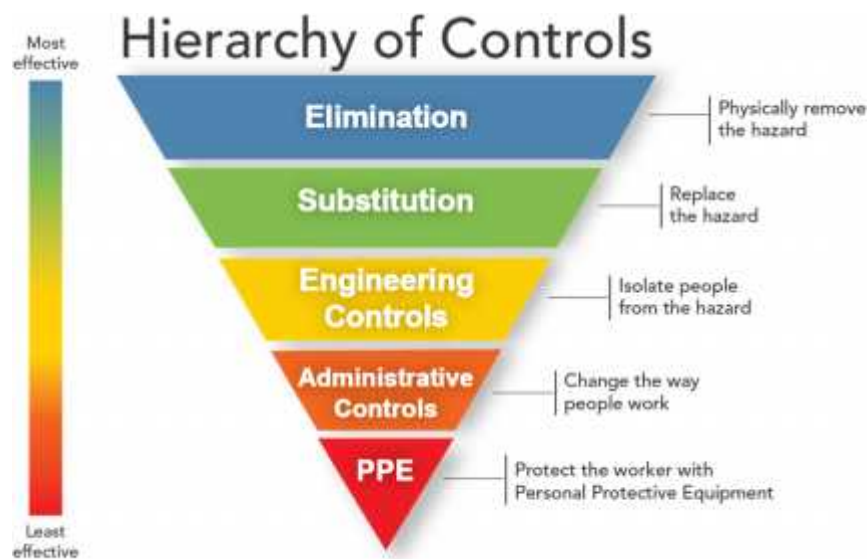 Hierarchy of Controls
Most
effective
Elimination
Physically remove
the hazard
Substitution
Replace
the hazard
Engineering
Controls
Isolate people
from the hazard
Administrative
Controls
Change the way
people work
PPE
Protect the worker with
Personal Protective Equipment
Least
effective